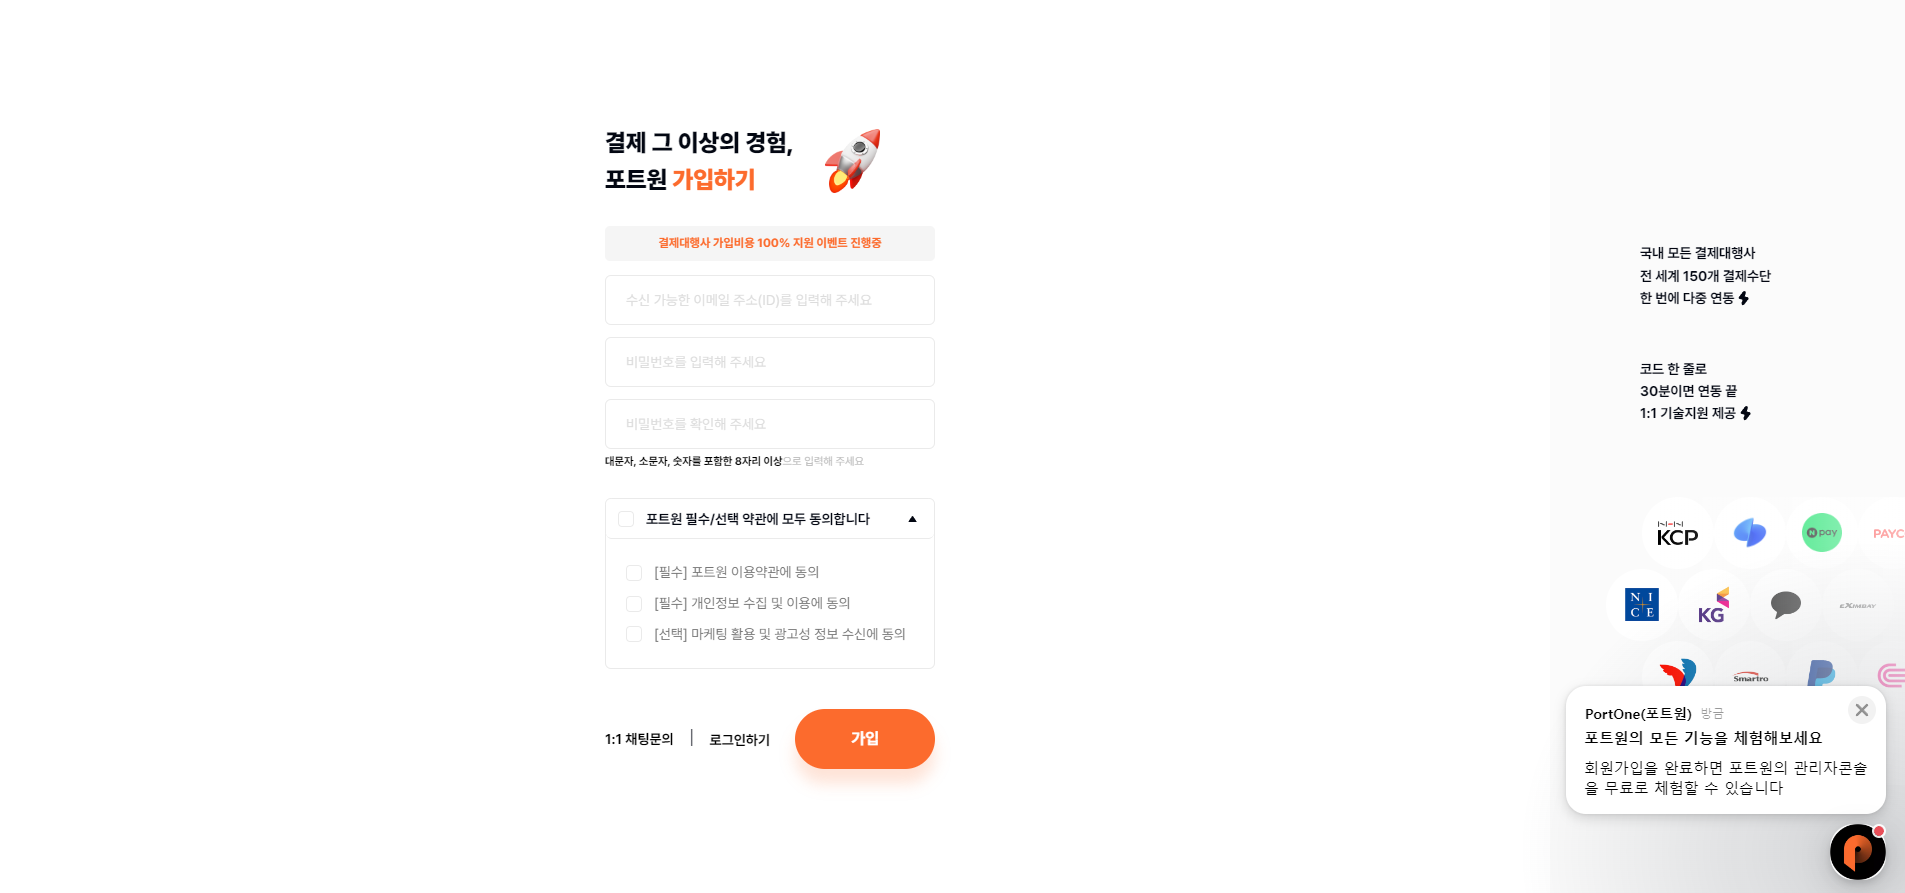 결제 그 이상의 경험,
포트원 가입하기
결제대행사 가입비용 100% 지원 이벤트 진행중
수신 가능한 이메일 주소(ID)를 입력해 주세요
비밀번호를 입력해 주세요
비밀번호를 확인해 주세요
대문자, 소문자, 숫자를 포함한 8자리 이상으로 입력해 주세요
포트원 필수/선택 약관에 모두 동의합니다
[필수] 포트원 이용약관에 동의
[필수] 개인정보 수집 및 이용에 동의
[선택] 마케팅 활용 및 광고성 정보 수신에 동의
1:1 채팅문의 | 로그인하기
가입
국내 모든 결제대행사
전 세계 150개 결제수단
한 번에 다중 연동
코드 한 줄로
30분이면 연동 끝
1:1 기술지원 제공
KCP
N pay
PAYC
NICE
KG
eXIMBAY
Smartro
PortOne(포트원) 방금
포트원의 모든 기능을 체험해보세요
회원가입을 완료하면 포트원의 관리자콘솔
을 무료로 체험할 수 있습니다